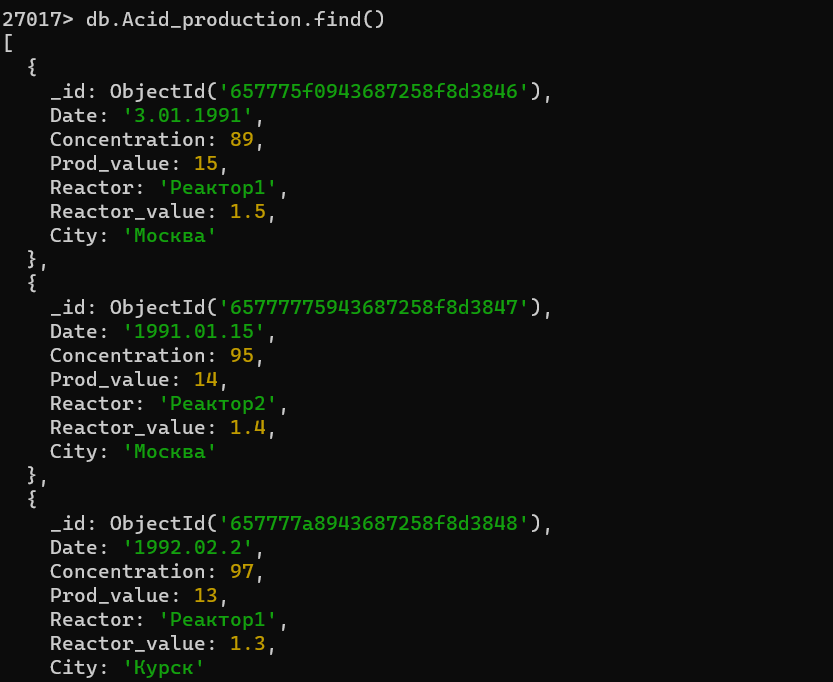 27017> db.Acid_production.find()
[
  {
    _id: ObjectId('657775f0943687258f8d3846'),
    Date: '3.01.1991',
    Concentration: 89,
    Prod_value: 15,
    Reactor: 'Реактор1',
    Reactor_value: 1.5,
    City: 'Москва'
  },
  {
    _id: ObjectId('65777775943687258f8d3847'),
    Date: '1991.01.15',
    Concentration: 95,
    Prod_value: 14,
    Reactor: 'Реактор2',
    Reactor_value: 1.4,
    City: 'Москва'
  },
  {
    _id: ObjectId('657777a8943687258f8d3848'),
    Date: '1992.02.2',
    Concentration: 97,
    Prod_value: 13,
    Reactor: 'Реактор1',
    Reactor_value: 1.3,
    City: 'Курск'